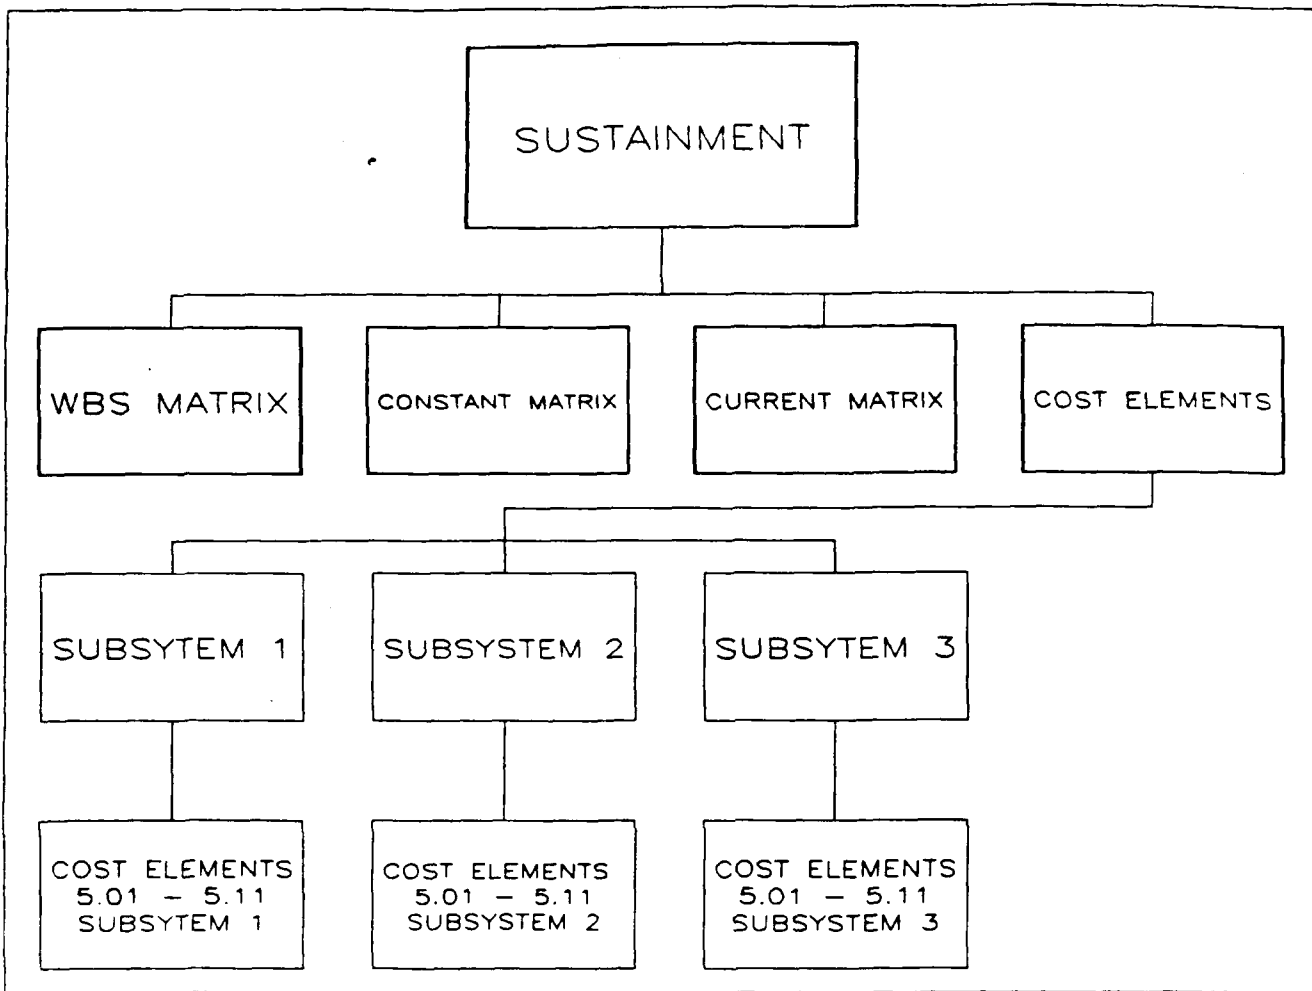 SUSTAINMENT
WBS MATRIX
CONSTANT MATRIX
CURRENT MATRIX
COST ELEMENTS
SUBSYTEM 1
SUBSYSTEM 2
SUBSYTEM 3
COST ELEMENTS
5.01 – 5.11
SUBSYTEM 1
COST ELEMENTS
5.01 – 5.11
SUBSYSTEM 2
COST ELEMENTS
5.01 – 5.11
SUBSYSTEM 3